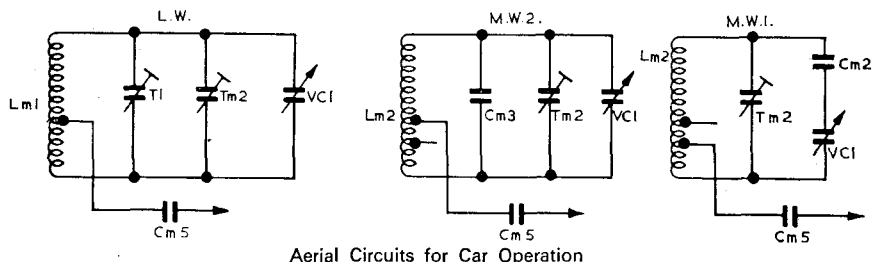 L.W.
M.W.2.
M.W.1.
Lm1
T1
Tm2
VC1
Cm5
Lm2
Cm3
Tm2
VC1
Cm5
Lm2
Tm2
Cm2
VC1
Cm5
Aerial Circuits for Car Operation